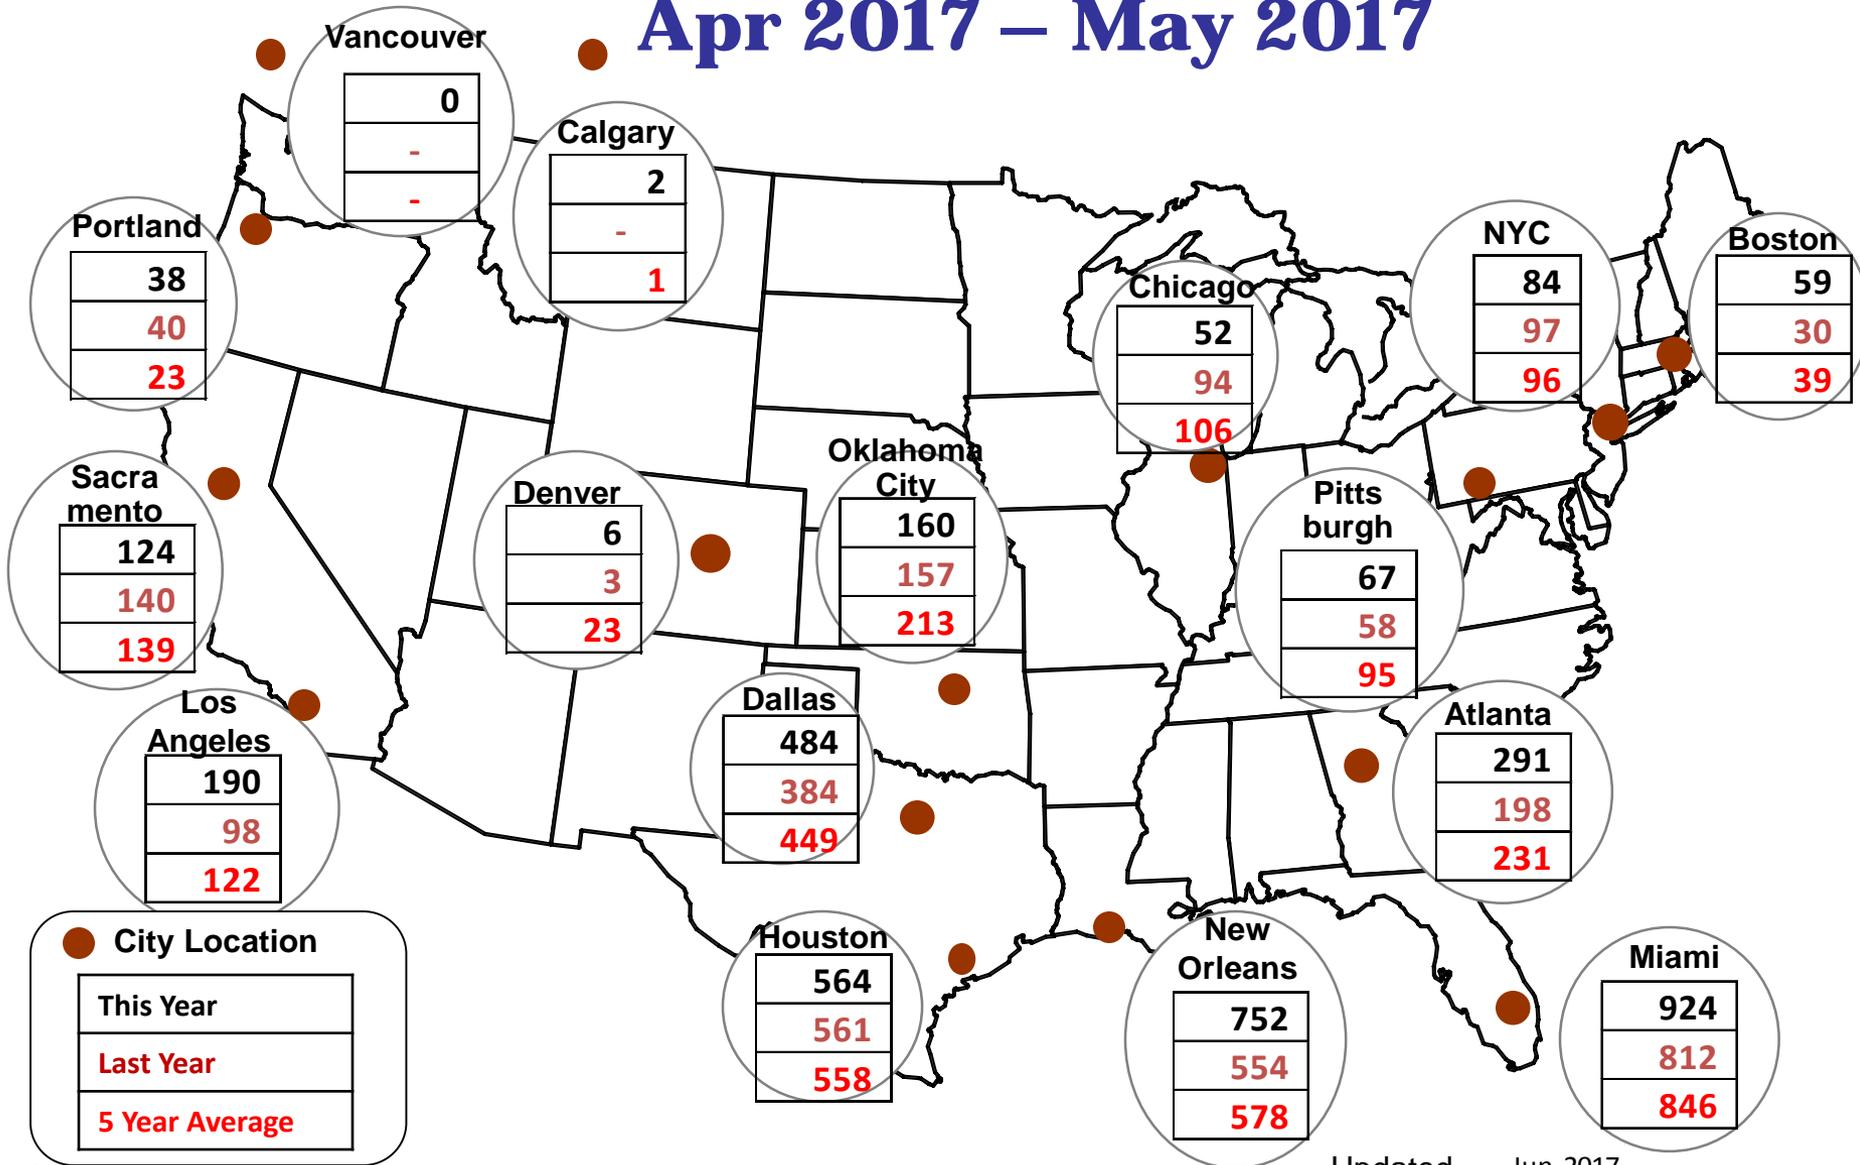 Apr 2017 – May 2017
Vancouver
0
-
-
Calgary
2
-
1
Portland
38
40
23
NYC
84
97
96
Boston
59
30
39
Chicago
52
94
106
Sacra
mento
124
140
139
Denver
6
3
23
Oklahoma
City
160
157
213
Pitts
burgh
67
58
95
Los
Angeles
190
98
122
Dallas
484
384
449
Atlanta
291
198
231
Houston
564
561
558
New
Orleans
752
554
578
Miami
924
812
846
City Location
This Year
Last Year
5 Year Average
Updated Jun-2017